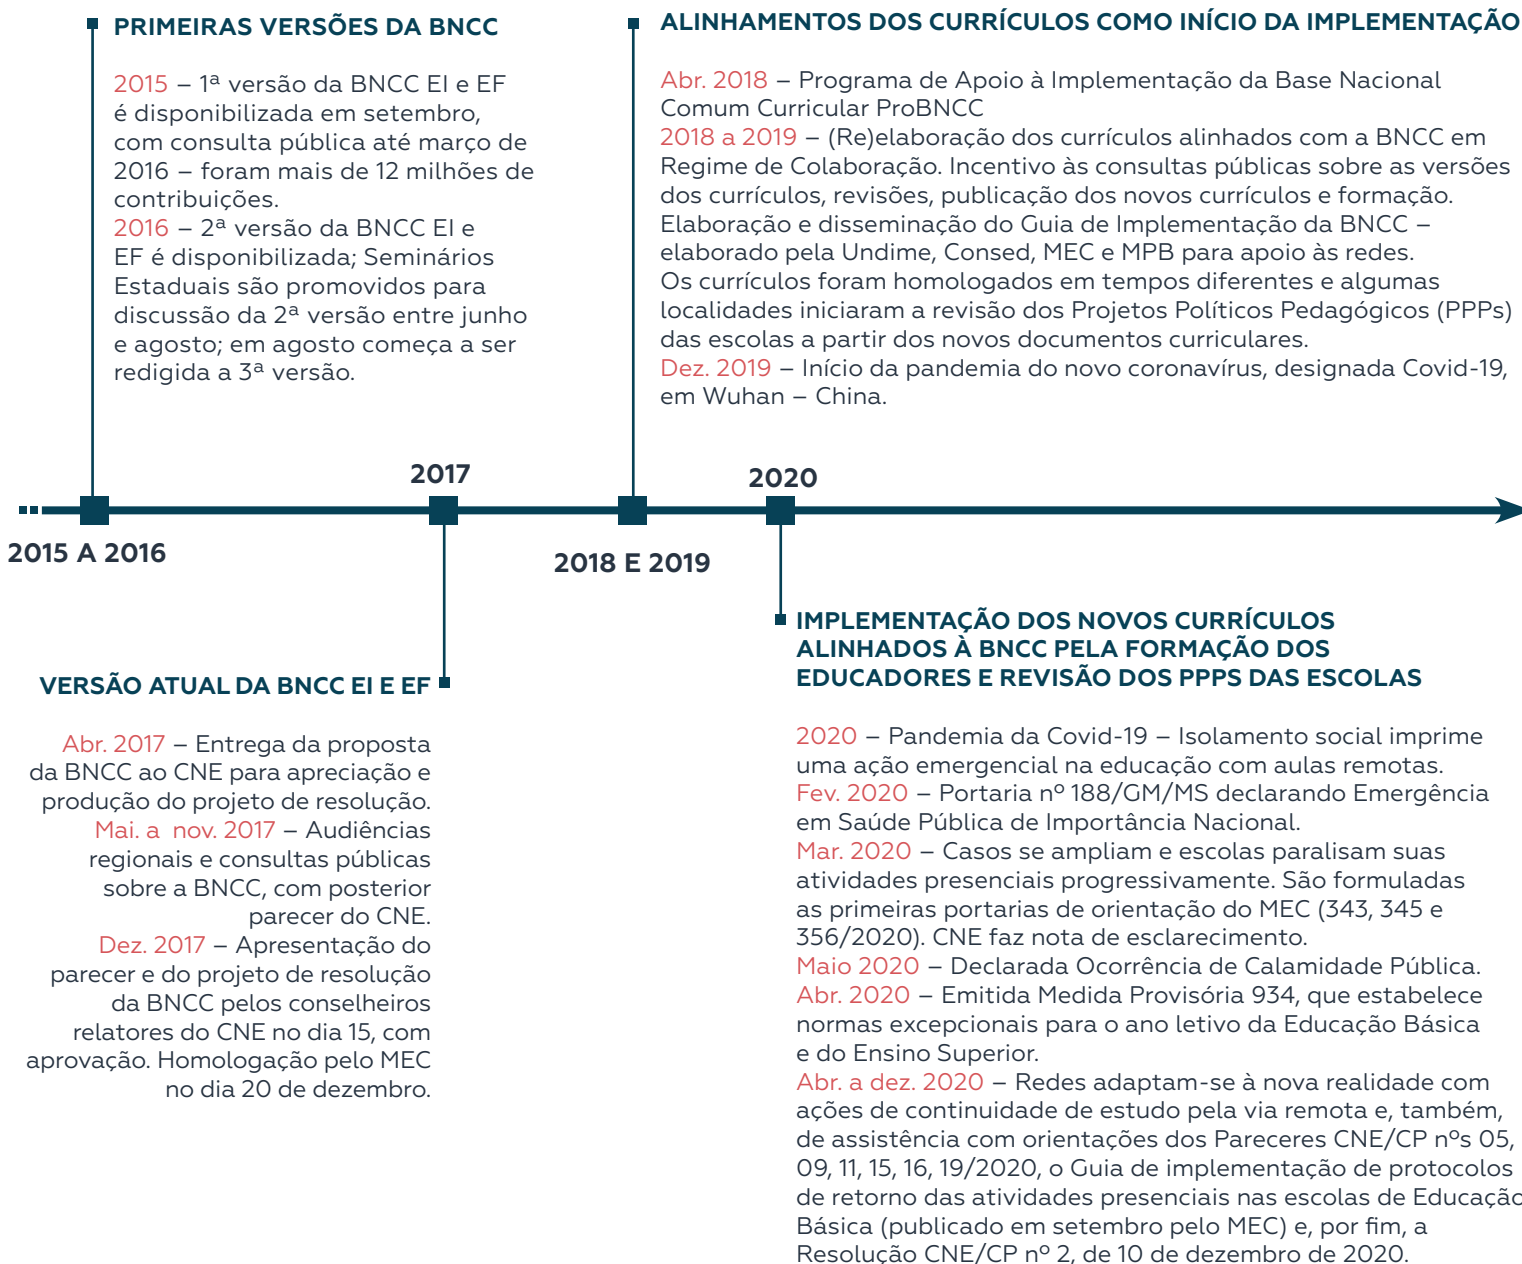 PRIMEIRAS VERSÕES DA BNCC
2015 – 1ª versão da BNCC EI e EF
é disponibilizada em setembro,
com consulta pública até março de
2016 – foram mais de 12 milhões de
contribuições.
2016 – 2ª versão da BNCC EI e
EF é disponibilizada; Seminários
Estaduais são promovidos para
discussão da 2ª versão entre junho
e agosto; em agosto começa a ser
redigida a 3ª versão.
ALINHAMENTOS DOS CURRÍCULOS COMO INÍCIO DA IMPLEMENTAÇÃO
Abr. 2018 – Programa de Apoio à Implementação da Base Nacional
Comum Curricular ProBNCC
2018 a 2019 – (Re)elaboração dos currículos alinhados com a BNCC em
Regime de Colaboração. Incentivo às consultas públicas sobre as versões
dos currículos, revisões, publicação dos novos currículos e formação.
Elaboração e disseminação do Guia de Implementação da BNCC –
elaborado pela Undime, Consed, MEC e MPB para apoio às redes.
Os currículos foram homologados em tempos diferentes e algumas
localidades iniciaram a revisão dos Projetos Políticos Pedagógicos (PPPs)
das escolas a partir dos novos documentos curriculares.
Dez. 2019 – Início da pandemia do novo coronavírus, designada Covid-19,
em Wuhan – China.
2017
2020
2015 A 2016
2018 E 2019
VERSÃO ATUAL DA BNCC EI E EF
Abr. 2017 – Entrega da proposta
da BNCC ao CNE para apreciação e
produção do projeto de resolução.
Mai. a nov. 2017 – Audiências
regionais e consultas públicas
sobre a BNCC, com posterior
parecer do CNE.
Dez. 2017 – Apresentação do
parecer e do projeto de resolução
da BNCC pelos conselheiros
relatores do CNE no dia 15, com
aprovação. Homologação pelo MEC
no dia 20 de dezembro.
IMPLEMENTAÇÃO DOS NOVOS CURRÍCULOS
ALINHADOS À BNCC PELA FORMAÇÃO DOS
EDUCADORES E REVISÃO DOS PPPS DAS ESCOLAS
2020 – Pandemia da Covid-19 – Isolamento social imprime
uma ação emergencial na educação com aulas remotas.
Fev. 2020 – Portaria nº 188/GM/MS declarando Emergência
em Saúde Pública de Importância Nacional.
Mar. 2020 – Casos se ampliam e escolas paralisam suas
atividades presenciais progressivamente. São formuladas
as primeiras portarias de orientação do MEC (343, 345 e
356/2020). CNE faz nota de esclarecimento.
Maio 2020 – Declarada Ocorrência de Calamidade Pública.
Abr. 2020 – Emitida Medida Provisória 934, que estabelece
normas excepcionais para o ano letivo da Educação Básica
e do Ensino Superior.
Abr. a dez. 2020 – Redes adaptam-se à nova realidade com
ações de continuidade de estudo pela via remota e, também,
de assistência com orientações dos Pareceres CNE/CP nºs 05,
09, 11, 15, 16, 19/2020, o Guia de implementação de protocolos
de retorno das atividades presenciais nas escolas de Educação
Básica (publicado em setembro pelo MEC) e, por fim, a
Resolução CNE/CP nº 2, de 10 de dezembro de 2020.